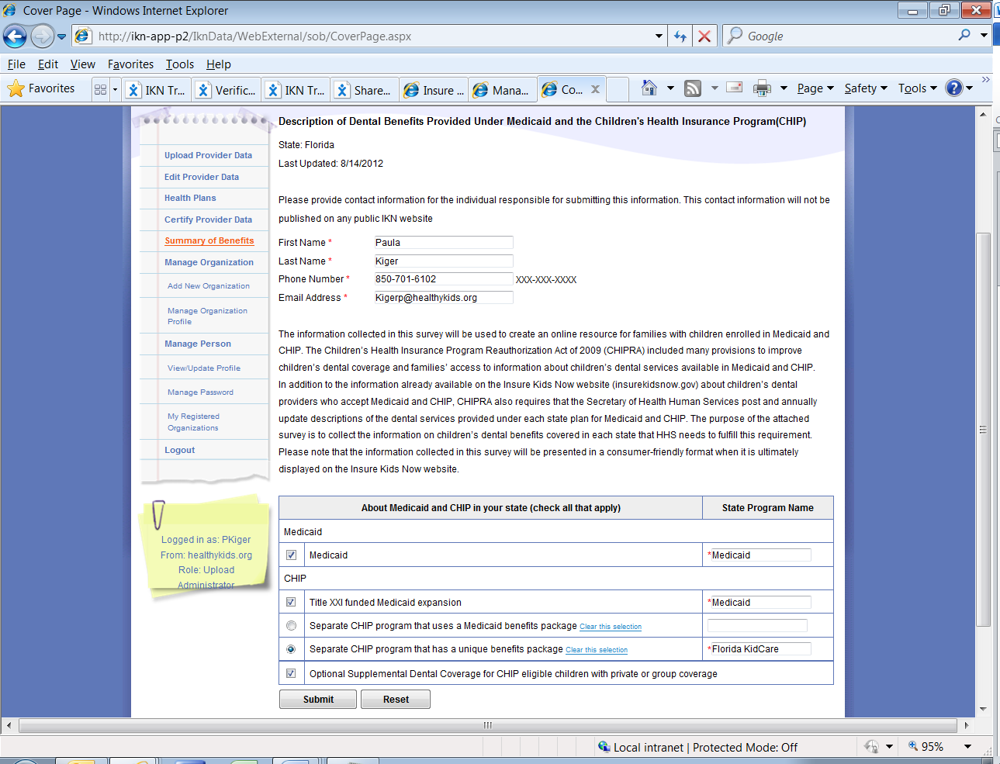 Cover Page - Windows Internet Explorer
http://ikn-app-p2/IknData/WebExternal/sob/CoverPage.aspx
Google
File Edit View Favorites Tools Help
Favorites
IKN Tr... Verific... IKN Tr... Share... Insure ... Mana... Co...
Page Safety Tools
Upload Provider Data
Edit Provider Data
Health Plans
Certify Provider Data
Summary of Benefits
Manage Organization
Add New Organization
Manage Organization
Profile
Manage Person
View/Update Profile
Manage Password
My Registered
Organizations
Logout
Logged in as: PKiger
From: healthykids.org
Role: Upload
Administrator
Description of Dental Benefits Provided Under Medicaid and the Children's Health Insurance Program(CHIP)
State: Florida
Last Updated: 8/14/2012
Please provide contact information for the individual responsible for submitting this information. This contact information will not be
published on any public IKN website
First Name * Paula
Last Name * Kiger
Phone Number * 850-701-6102 XXX-XXX-XXXX
Email Address * Kigerp@healthykids.org
The information collected in this survey will be used to create an online resource for families with children enrolled in Medicaid and
CHIP. The Children's Health Insurance Program Reauthorization Act of 2009 (CHIPRA) included many provisions to improve
children's dental coverage and families' access to information about children's dental services available in Medicaid and CHIP.
In addition to the information already available on the Insure Kids Now website (insurekidsnow.gov) about children's dental
providers who accept Medicaid and CHIP, CHIPRA also requires that the Secretary of Health Human Services post and annually
update descriptions of the dental services provided under each state plan for Medicaid and CHIP. The purpose of the attached
survey is to collect the information on children's dental benefits covered in each state that HHS needs to fulfill this requirement.
Please note that the information collected in this survey will be presented in a consumer-friendly format when it is ultimately
displayed on the Insure Kids Now website.
About Medicaid and CHIP in your state (check all that apply) State Program Name
Medicaid
Medicaid *Medicaid
CHIP
Title XXI funded Medicaid expansion *Medicaid
Separate CHIP program that uses a Medicaid benefits package Clear this selection
Separate CHIP program that has a unique benefits package Clear this selection *Florida KidCare
Optional Supplemental Dental Coverage for CHIP eligible children with private or group coverage
Submit Reset
Local intranet | Protected Mode: Off
95%